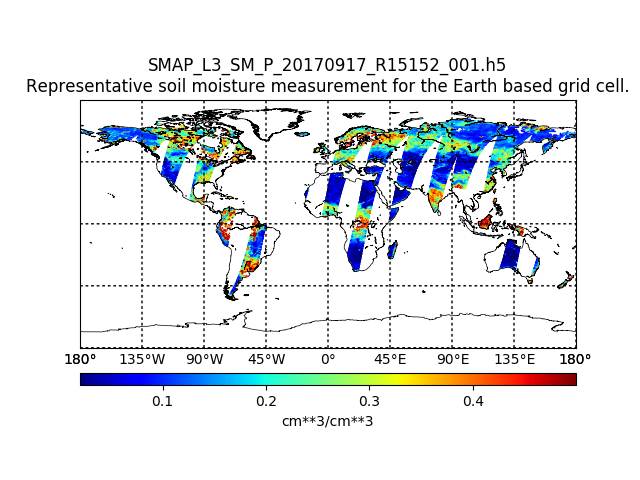 SMAP_L3_SM_P_20170917_R15152_001.h5
Representative soil moisture measurement for the Earth based grid cell.
180° 135°W 90°W 45°W 0° 45°E 90°E 135°E 180°
0.1 0.2 0.3 0.4
cm**3/cm**3